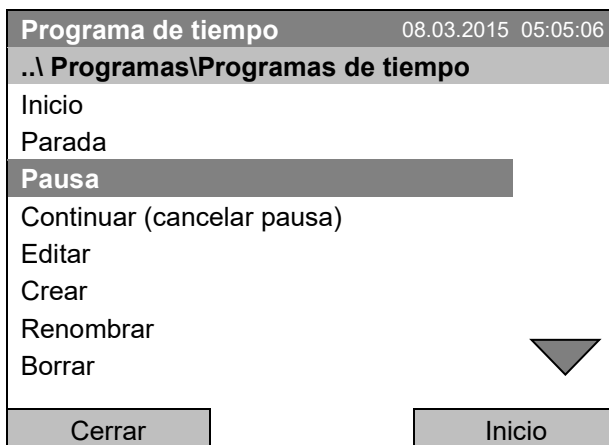 Programa de tiempo 08.03.2015 05:05:06
..\ Programas\Programas de tiempo
Inicio
Parada
Pausa
Continuar (cancelar pausa)
Editar
Crear
Renombrar
Borrar
Cerrar Inicio